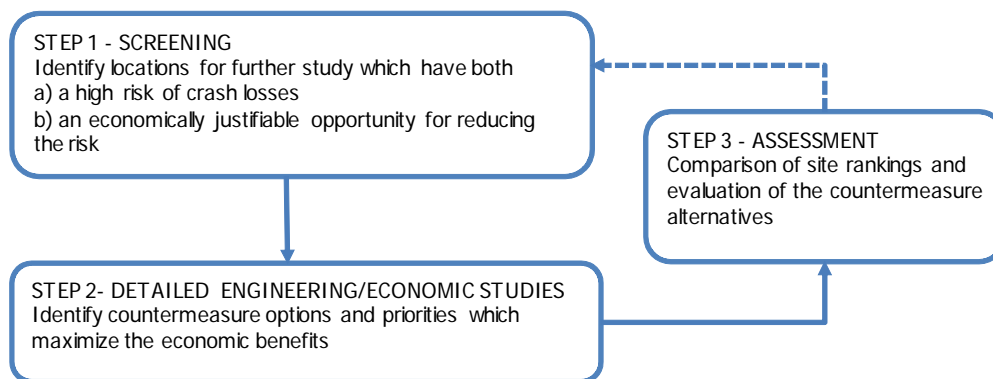 STEP 1 - SCREENING
Identify locations for further study which have both
a) a high risk of crash losses
b) an economically justifiable opportunity for reducing
the risk
STEP 2- DETAILED ENGINEERING/ECONOMIC STUDIES
Identify countermeasure options and priorities which
maximize the economic benefits
STEP 3 - ASSESSMENT
Comparison of site rankings and
evaluation of the countermeasure
alternatives